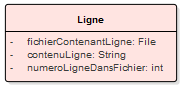 Ligne
- fichierContenantLigne: File
- contenuLigne: String
- numeroLigneDansFichier: int